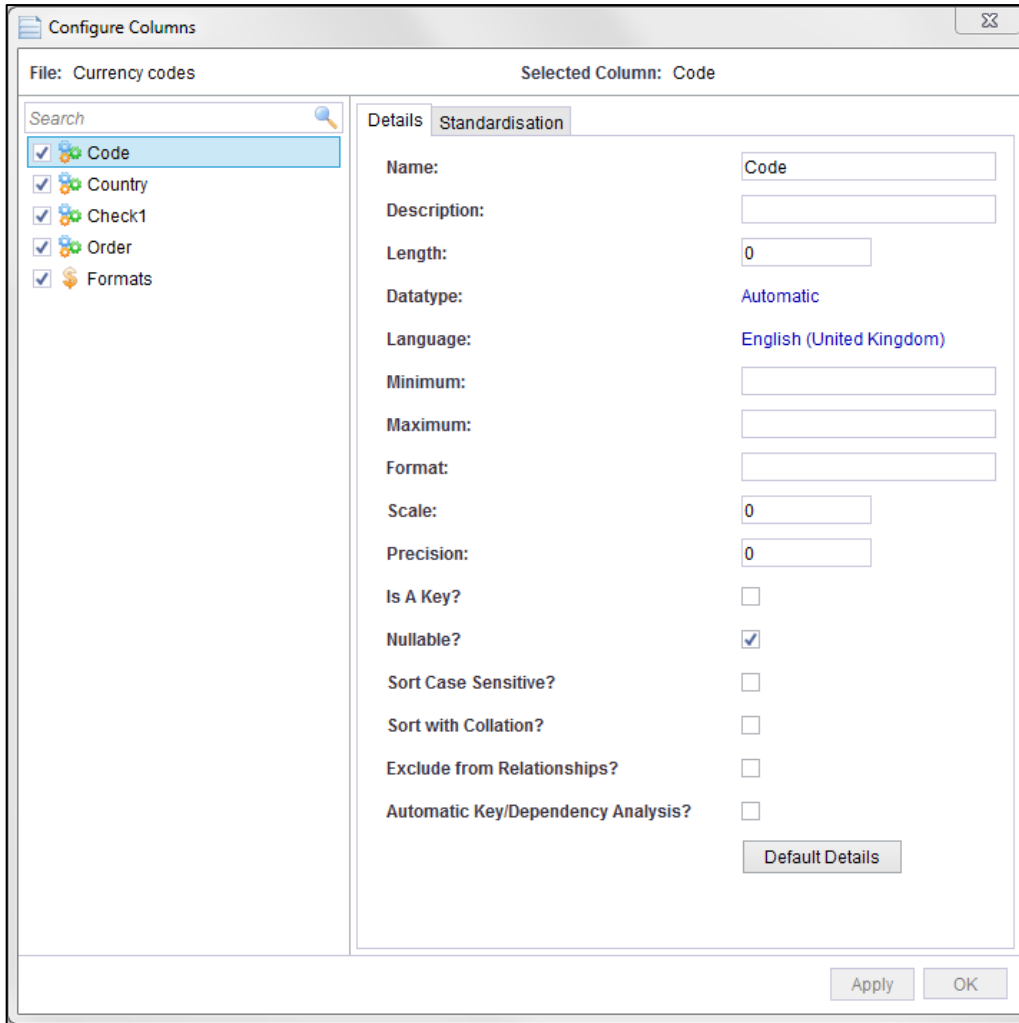 Configure Columns
File: Currency codes
Selected Column: Code
Search
Code
Country
Check1
Order
Formats
Details
Standardisation
Name: Code
Description:
Length: 0
Datatype: Automatic
Language: English (United Kingdom)
Minimum:
Maximum:
Format:
Scale: 0
Precision: 0
Is A Key?
Nullable?
Sort Case Sensitive?
Sort with Collation?
Exclude from Relationships?
Automatic Key/Dependency Analysis?
Default Details
Apply
OK